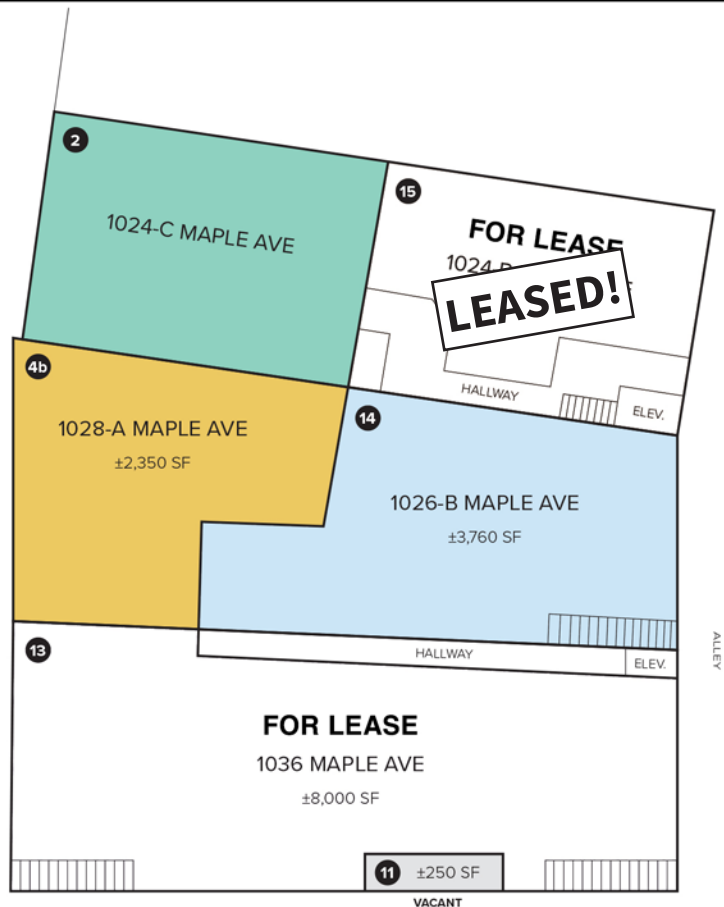 2
1024-C MAPLE AVE
15
FOR LEASE
1024
LEASED!
HALLWAY
ELEV.
4b
1028-A MAPLE AVE
±2,350 SF
14
1026-B MAPLE AVE
±3,760 SF
ALLEY
13
HALLWAY
ELEV.
FOR LEASE
1036 MAPLE AVE
±8,000 SF
11
±250 SF
VACANT